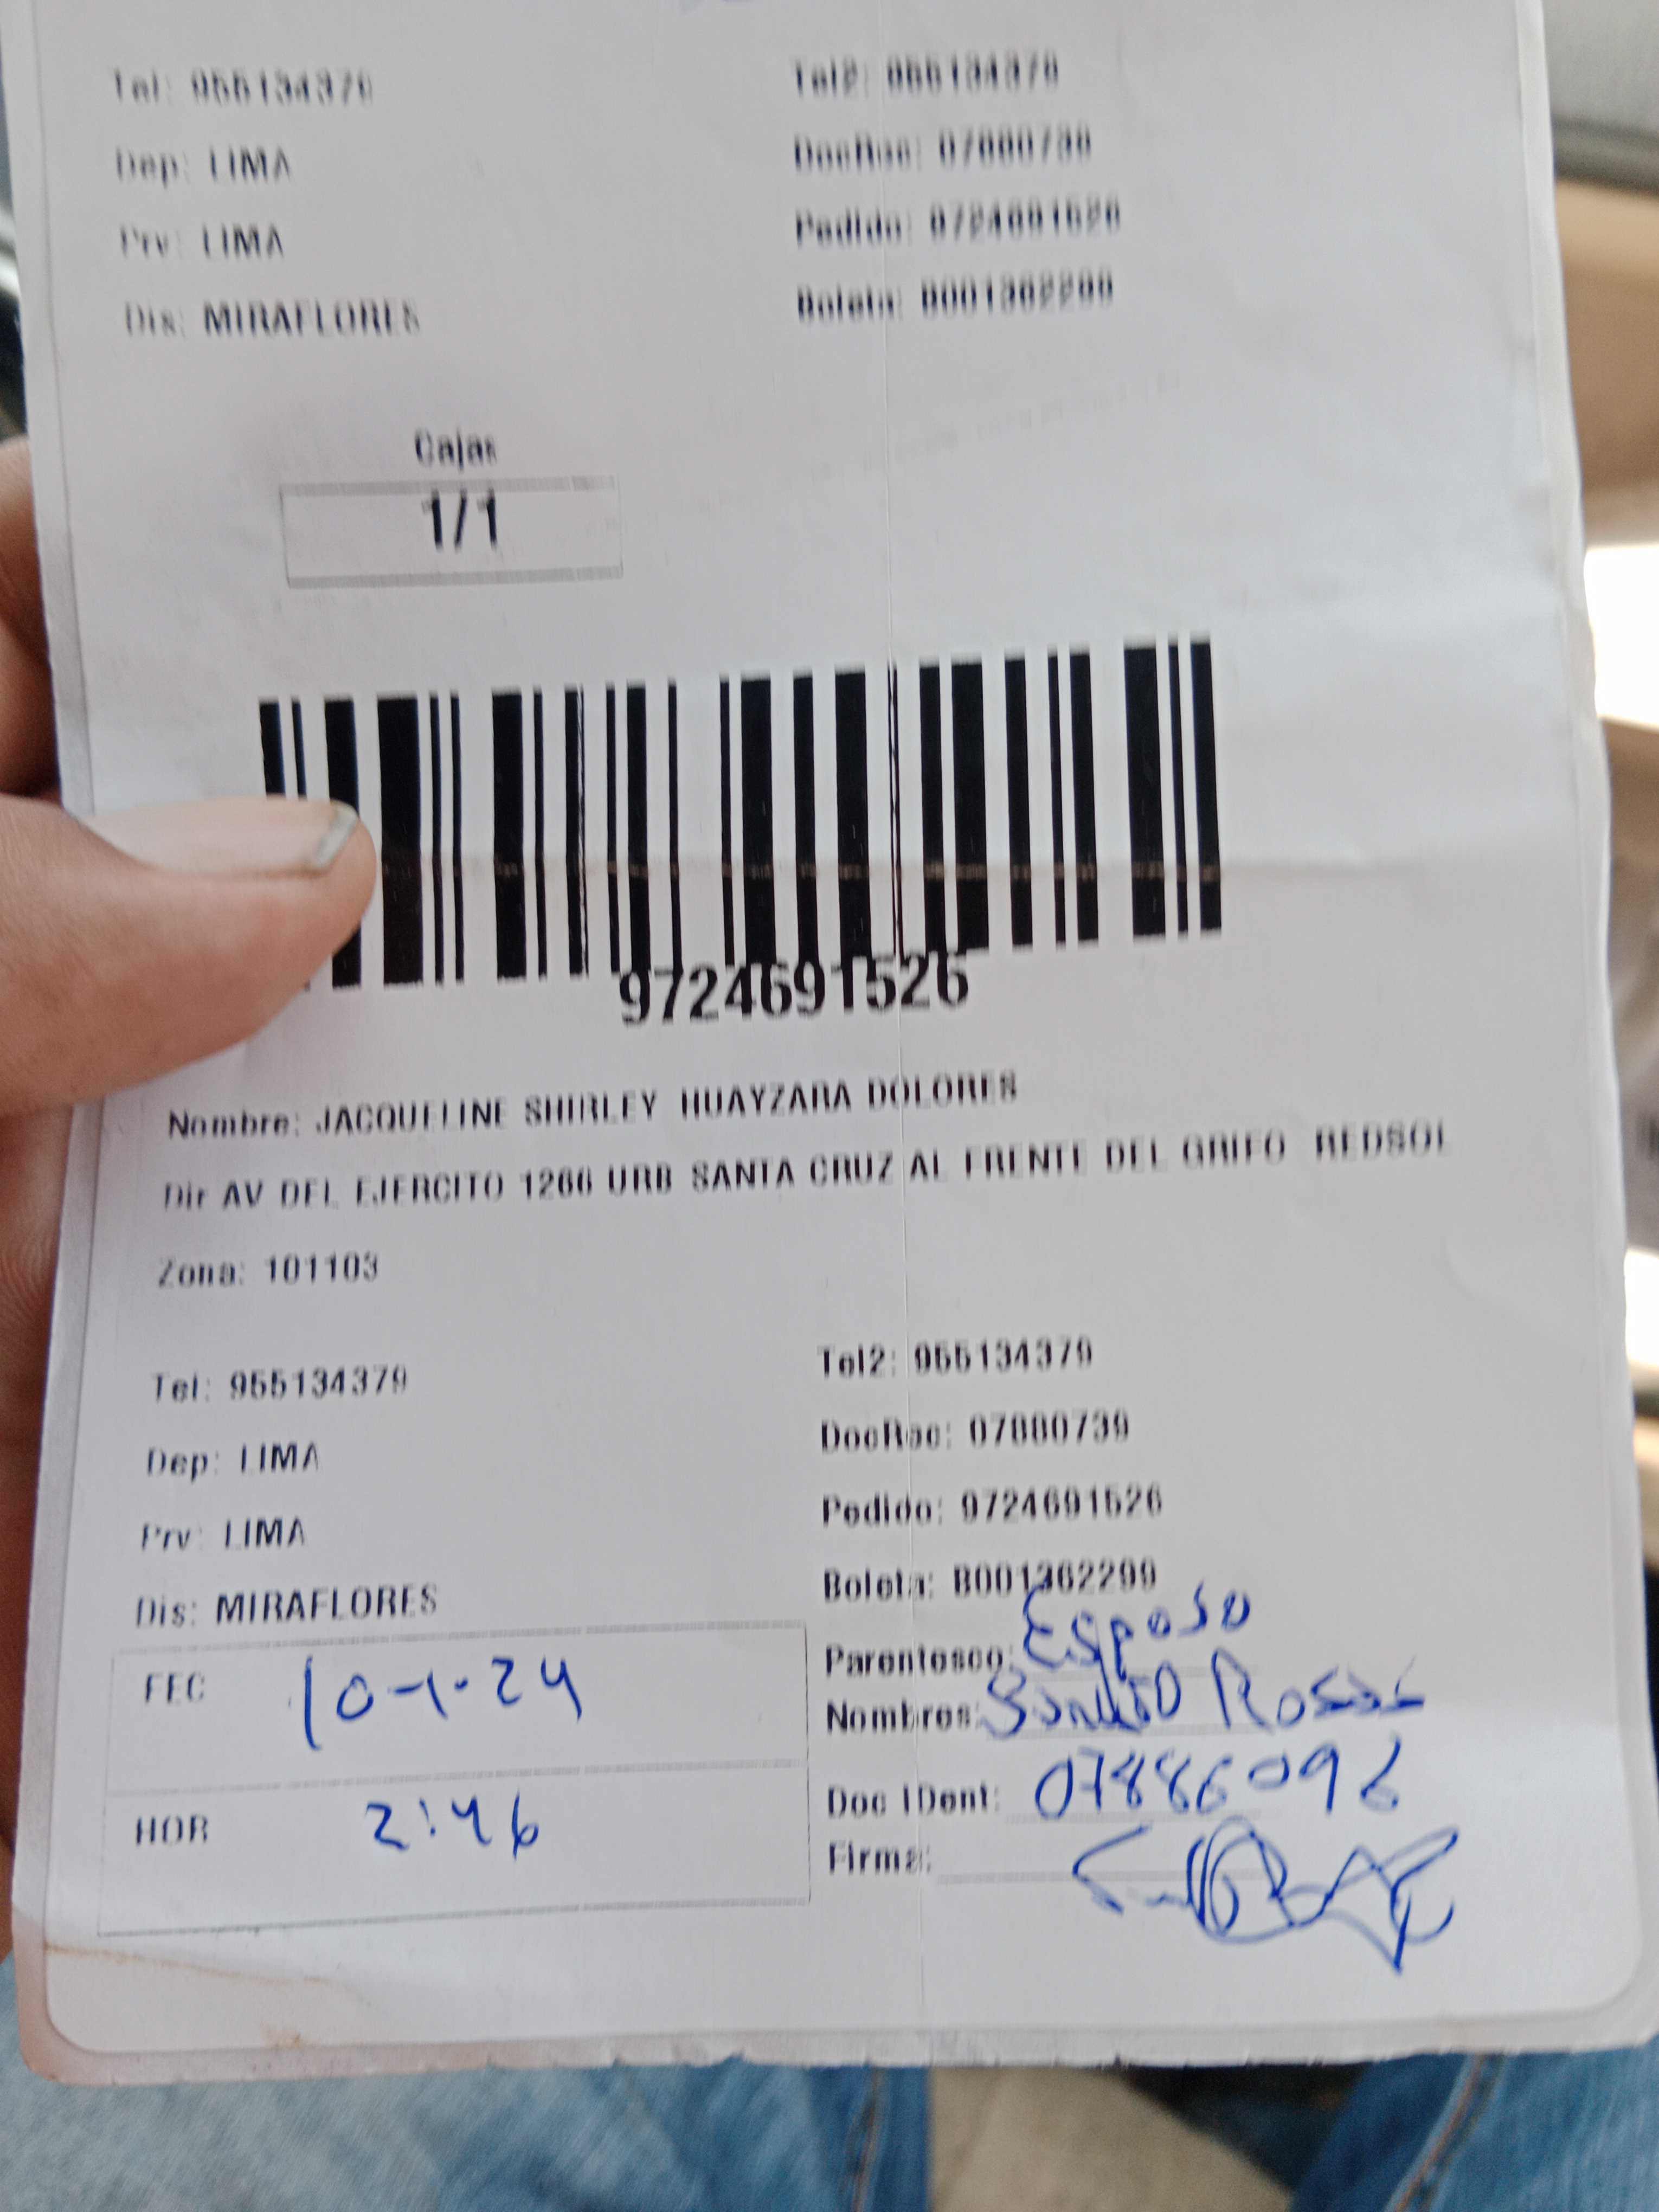 Tel: 955134379 Tel2: 955134379
Dep: LIMA DocRuc: 07880739
Prv: LIMA Pedido: 9724691526
Dis: MIRAFLORES Boleta: B001362299
Cajas
1/1
9724691526
Nombre: JACQUELINE SHIRLEY HUAYZARA DOLORES
Dir AV DEL EJERCITO 1266 URB SANTA CRUZ AL FRENTE DEL GRIFO REDSOL
Zona: 101103
Tel: 955134379 Tel2: 955134379
Dep: LIMA DocRuc: 07880739
Prv: LIMA Pedido: 9724691526
Dis: MIRAFLORES Boleta: B001362299
FEC 10-1-24 Parentesco: Esposo
Nombres:
HOR 2:46 Doc IDent: 07886096
Firma: